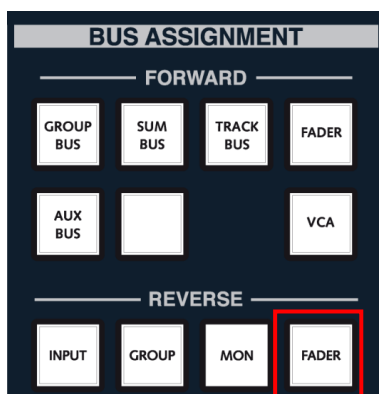 BUS ASSIGNMENT
FORWARD
GROUP BUS
SUM BUS
TRACK BUS
FADER
AUX BUS
VCA
REVERSE
INPUT
GROUP
MON
FADER